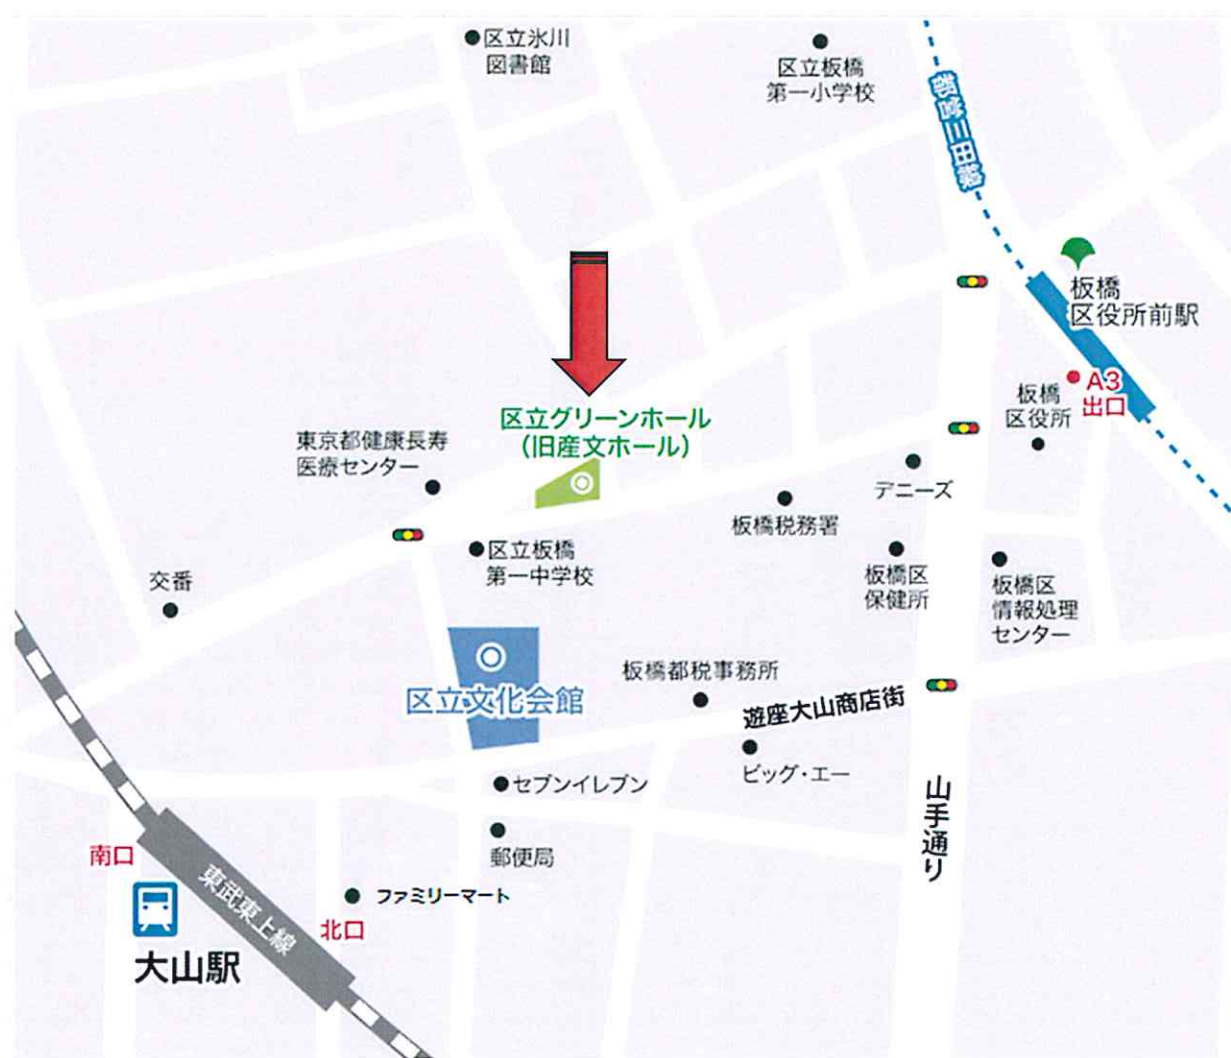 区立氷川
図書館
区立板橋
第一小学校
都営三田線
板橋
区役所前駅
A3
出口
板橋
区役所
区立グリーンホール
（旧産文ホール）
東京都健康長寿
医療センター
デニーズ
板橋税務署
区立板橋
第一中学校
板橋区
保健所
板橋区
情報処理
センター
交番
区立文化会館
板橋都税事務所
遊座大山商店街
ビッグ・エー
セブンイレブン
山手通り
郵便局
南口
東武東上線
ファミリーマート
北口
大山駅